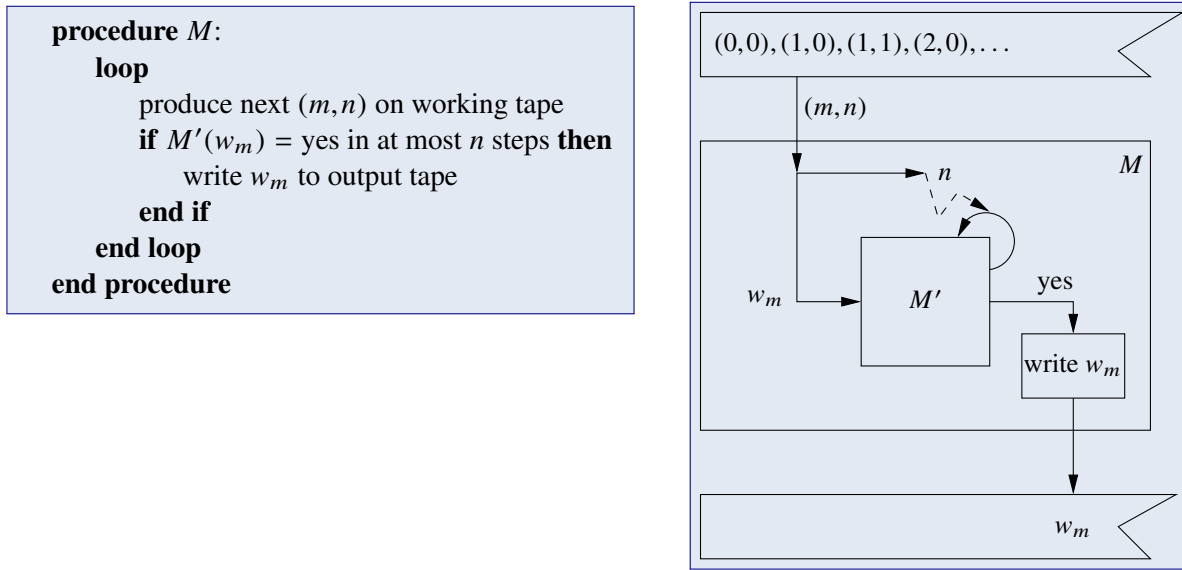 procedure M:
loop
produce next (m,n) on working tape
if M′(w_m) = yes in at most n steps then
write w_m to output tape
end if
end loop
end procedure
(0,0),(1,0),(1,1),(2,0),...
(m,n)
M
n
w_m
M′
yes
write w_m
w_m